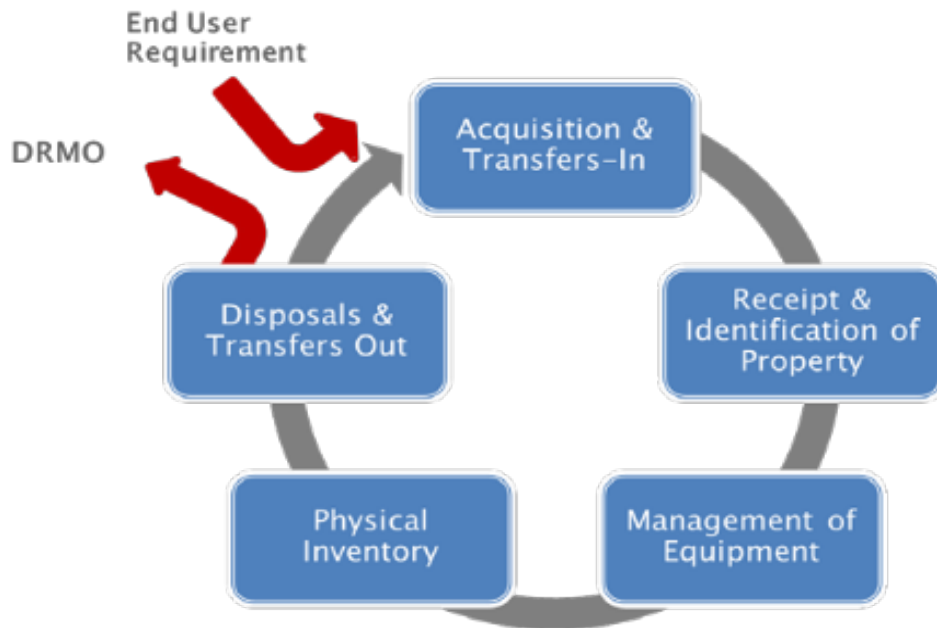 End User
Requirement
DRMO
Acquisition &
Transfers-In
Receipt &
Identification of
Property
Management of
Equipment
Physical
Inventory
Disposals &
Transfers Out